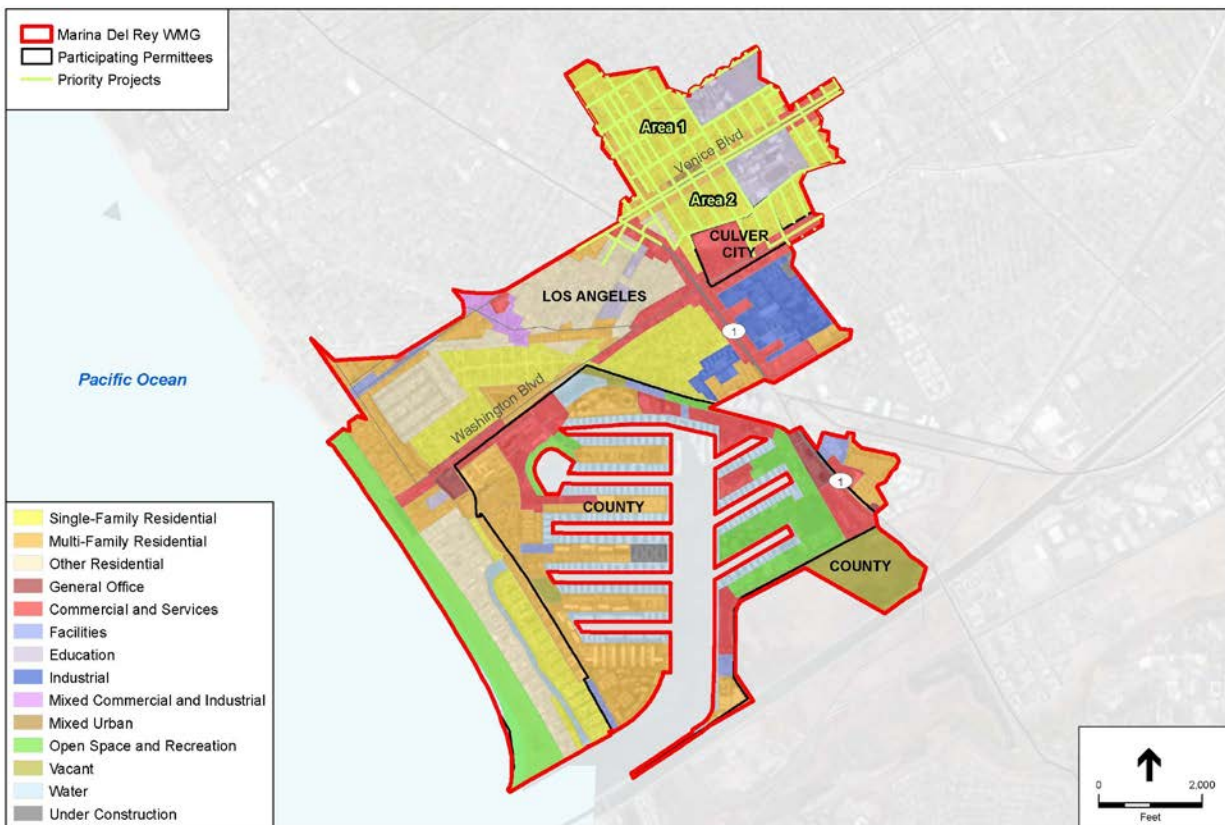 Marina Del Rey WMG
Participating Permittees
Priority Projects
Area 1
Venice Blvd
Area 2
CULVER
CITY
LOS ANGELES
1
Pacific Ocean
Washington Blvd
COUNTY
1
COUNTY
Single-Family Residential
Multi-Family Residential
Other Residential
General Office
Commercial and Services
Facilities
Education
Industrial
Mixed Commercial and Industrial
Mixed Urban
Open Space and Recreation
Vacant
Water
Under Construction
0 2,000
Feet